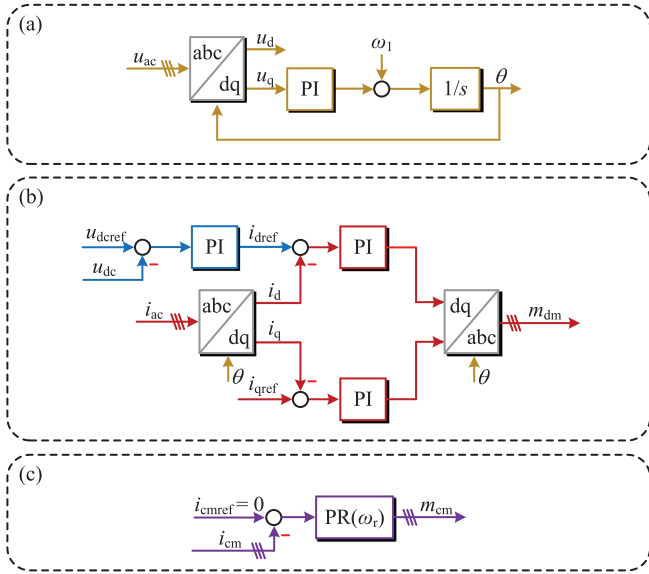 (a)
u_ac
abc
dq
u_d
u_q
PI
ω_1
1/s
θ
(b)
u_dcref
u_dc
-
PI
i_dref
-
PI
i_ac
abc
dq
θ
i_d
i_q
-
i_qref
PI
dq
abc
θ
m_dm
(c)
i_cmref = 0
i_cm
-
PR(ω_r)
m_cm